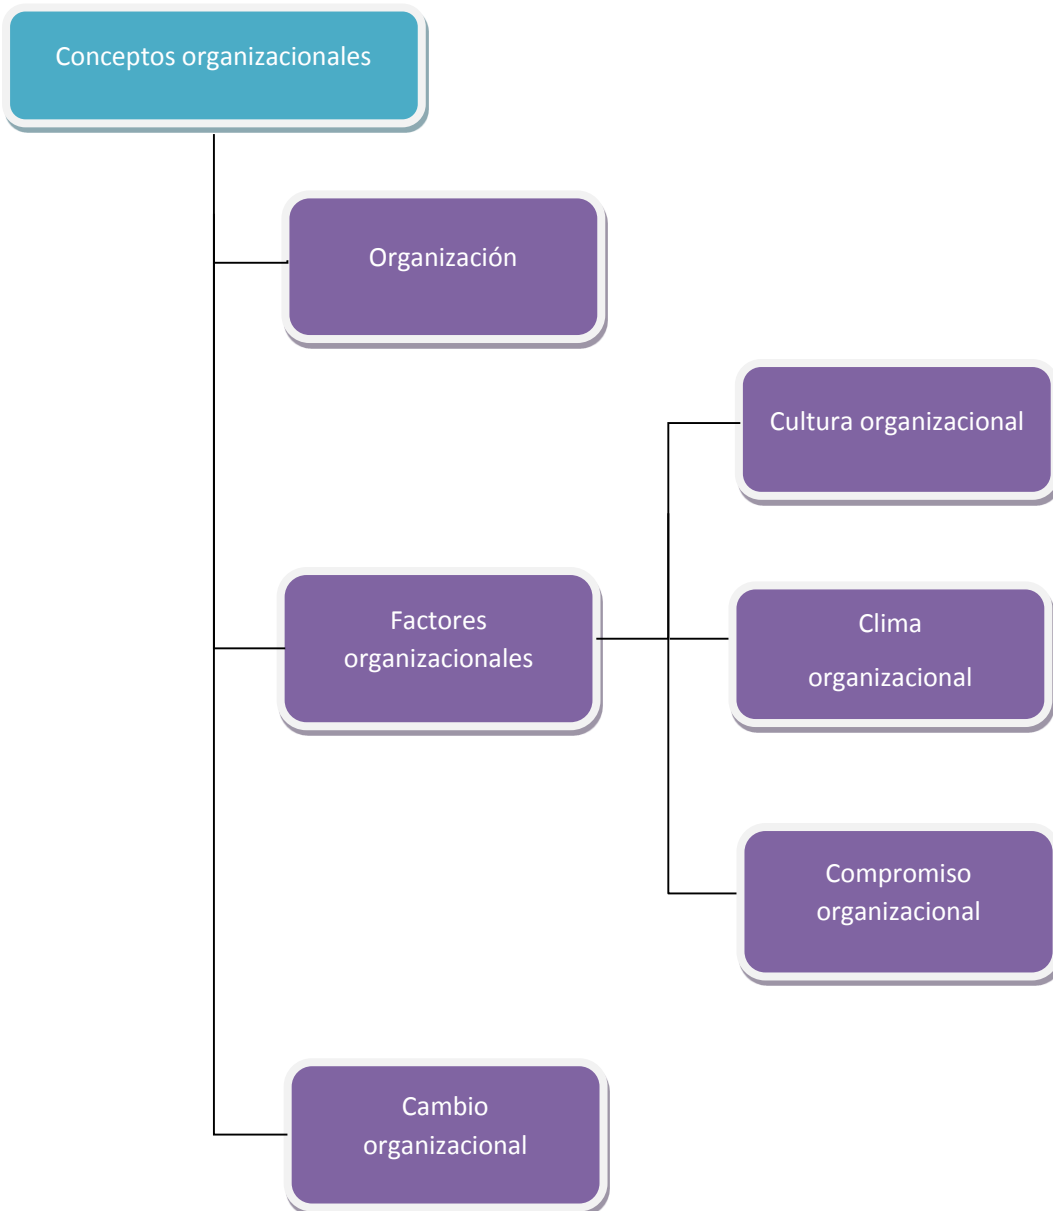 Conceptos organizacionales
Organización
Cultura organizacional
Factores
organizacionales
Clima
organizacional
Compromiso
organizacional
Cambio
organizacional